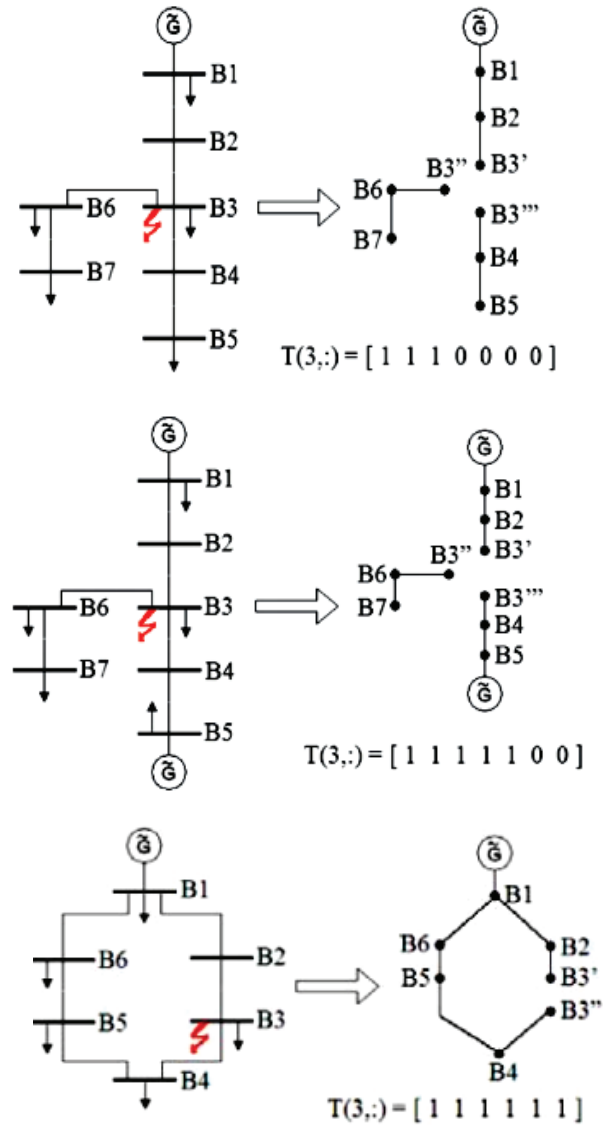 G̃ G̃
B1 B1
B2 B2
B3'
B3''
B6 B3 B6 B3'''
B7 B4 B7 B4
B5 B5
T(3,:) = [ 1 1 1 0 0 0 0 ]
G̃ G̃
B1 B1
B2 B2
B3'' B3'
B6 B3 B6 B3'''
B7 B4 B7 B4
B5 B5
G̃ G̃
T(3,:) = [ 1 1 1 1 1 0 0 ]
G̃ G̃
B1 B1
B6 B2 B6 B2
B5 B3 B5 B3'
B3''
B4 B4
T(3,:) = [ 1 1 1 1 1 1 ]